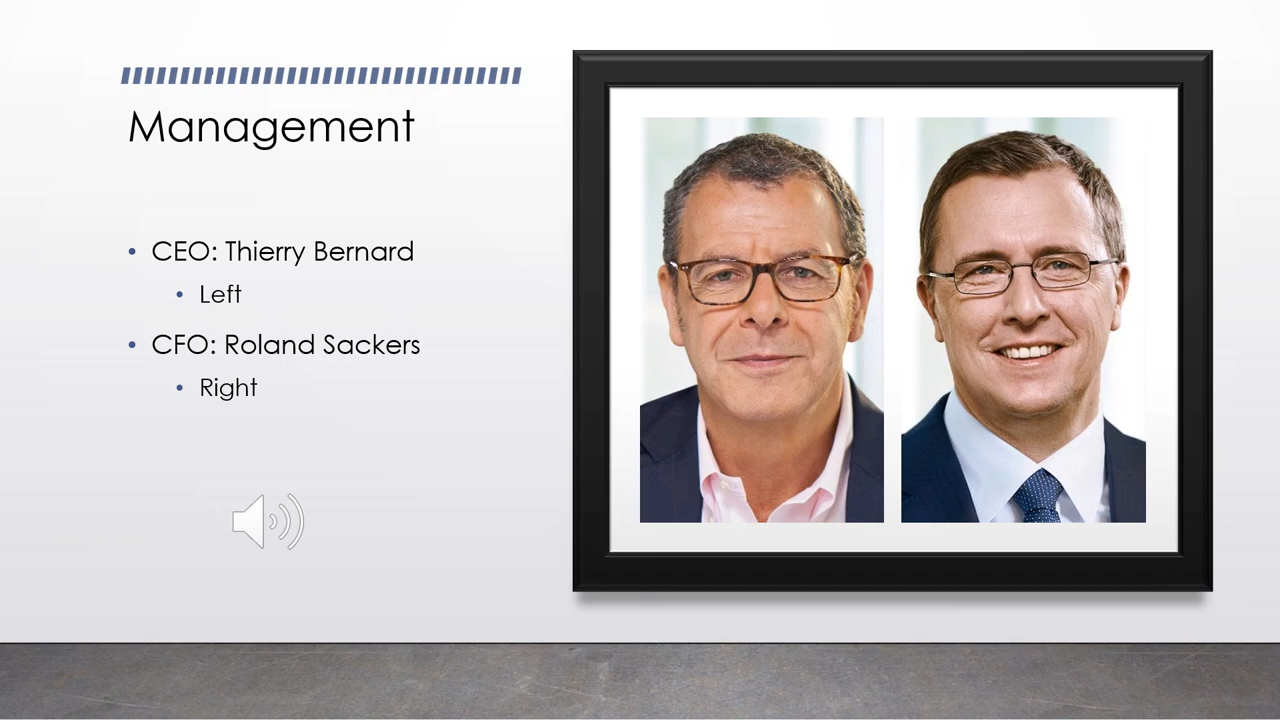 Management
• CEO: Thierry Bernard
• Left
• CFO: Roland Sackers
• Right